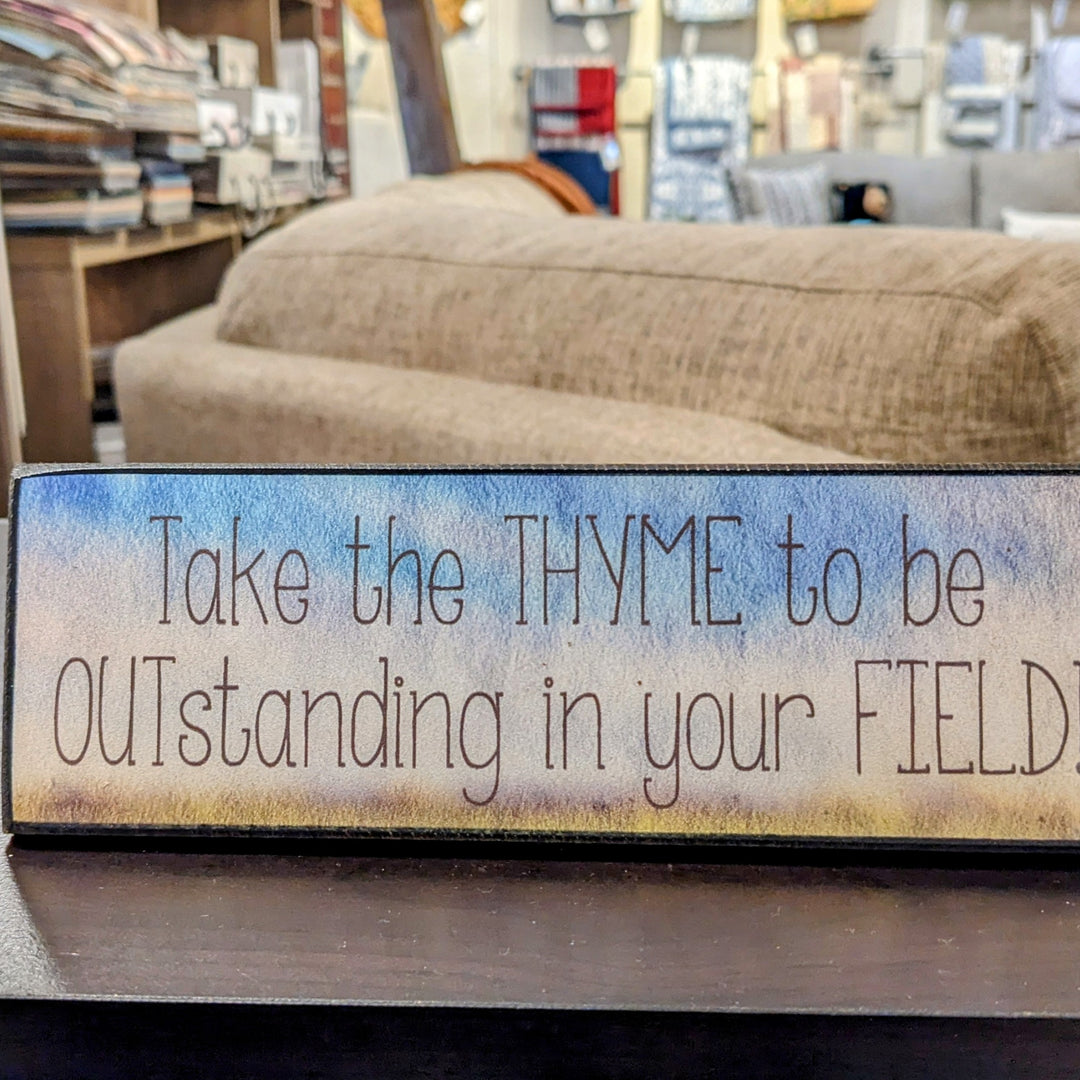 Take the THYME to be
OUTstanding in your FIELD!